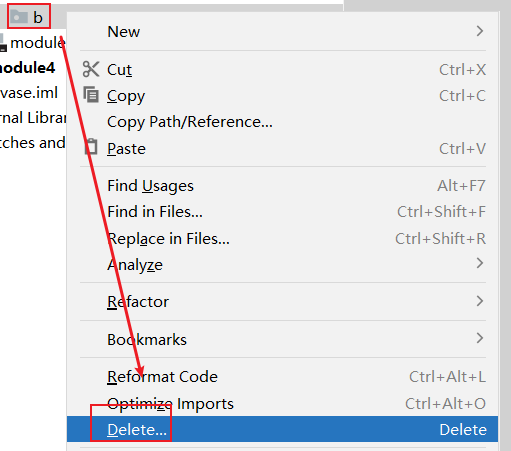 b
New
module
Cut Ctrl+X
odule4
Copy Ctrl+C
vase.iml
Copy Path/Reference...
rnal Librar
Paste Ctrl+V
tches and
Find Usages Alt+F7
Find in Files... Ctrl+Shift+F
Replace in Files... Ctrl+Shift+R
Analyze
Refactor
Bookmarks
Reformat Code Ctrl+Alt+L
Optimize Imports Ctrl+Alt+O
Delete... Delete